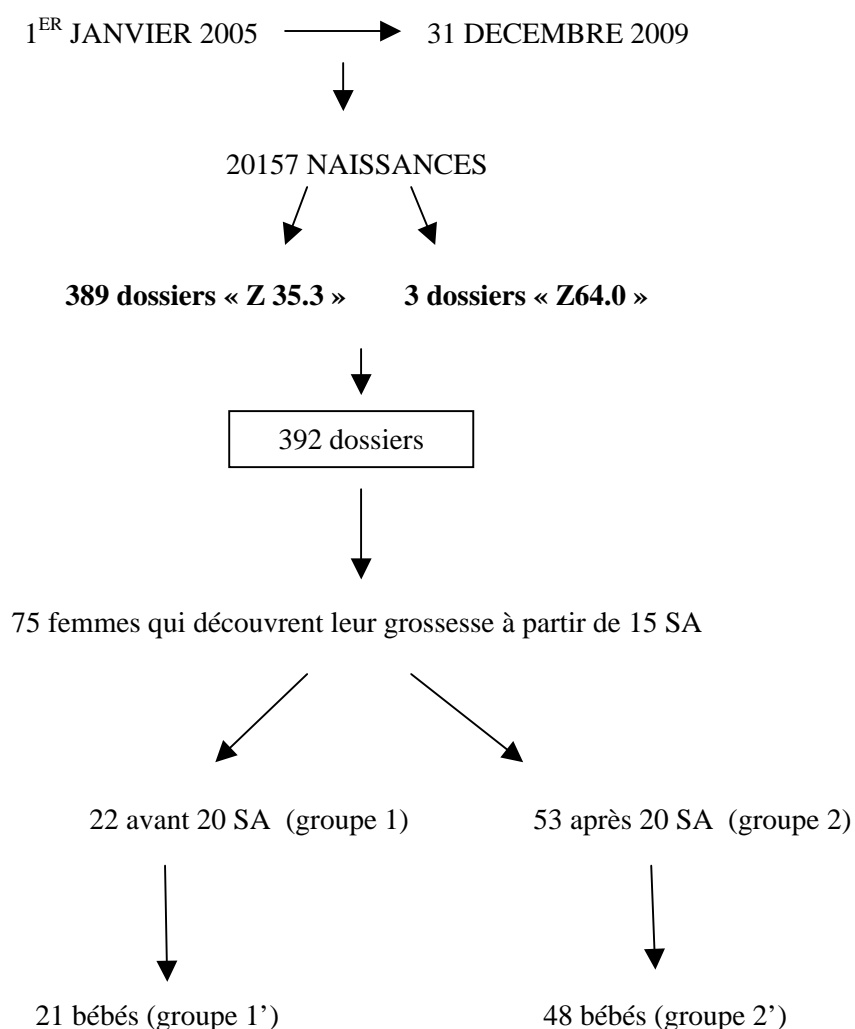 1ER JANVIER 2005 31 DECEMBRE 2009
20157 NAISSANCES
389 dossiers « Z 35.3 » 3 dossiers « Z64.0 »
392 dossiers
75 femmes qui découvrent leur grossesse à partir de 15 SA
22 avant 20 SA (groupe 1) 53 après 20 SA (groupe 2)
21 bébés (groupe 1’) 48 bébés (groupe 2’)